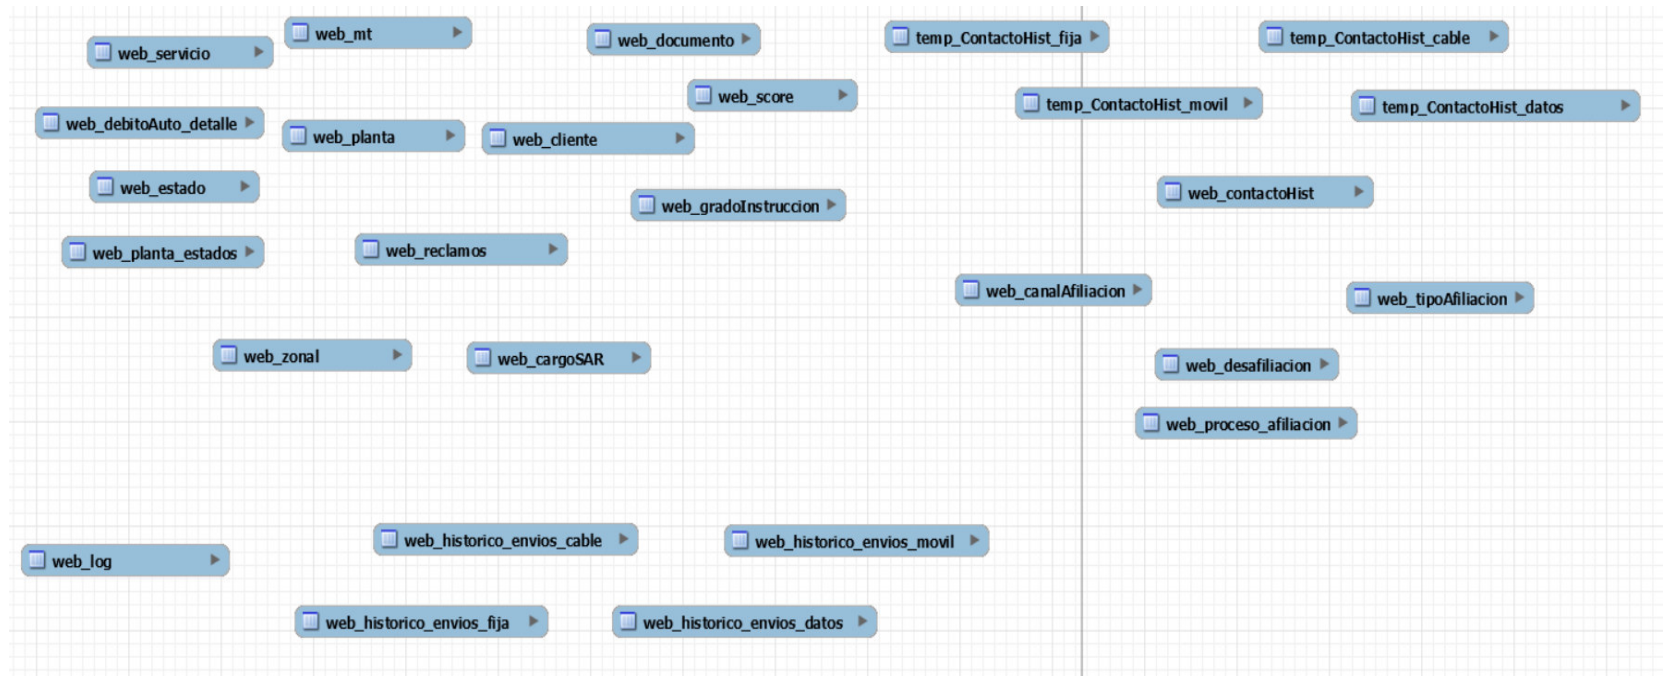 web_mt
web_documento
temp_ContactoHist_fija
temp_ContactoHist_cable
web_servicio
web_score
temp_ContactoHist_movil
temp_ContactoHist_datos
web_debitoAuto_detalle
web_planta
web_cliente
web_estado
web_gradoInstruccion
web_contactoHist
web_planta_estados
web_reclamos
web_canalAfiliacion
web_tipoAfiliacion
web_zonal
web_cargoSAR
web_desafiliacion
web_proceso_afiliacion
web_historico_envios_cable
web_historico_envios_movil
web_log
web_historico_envios_fija
web_historico_envios_datos